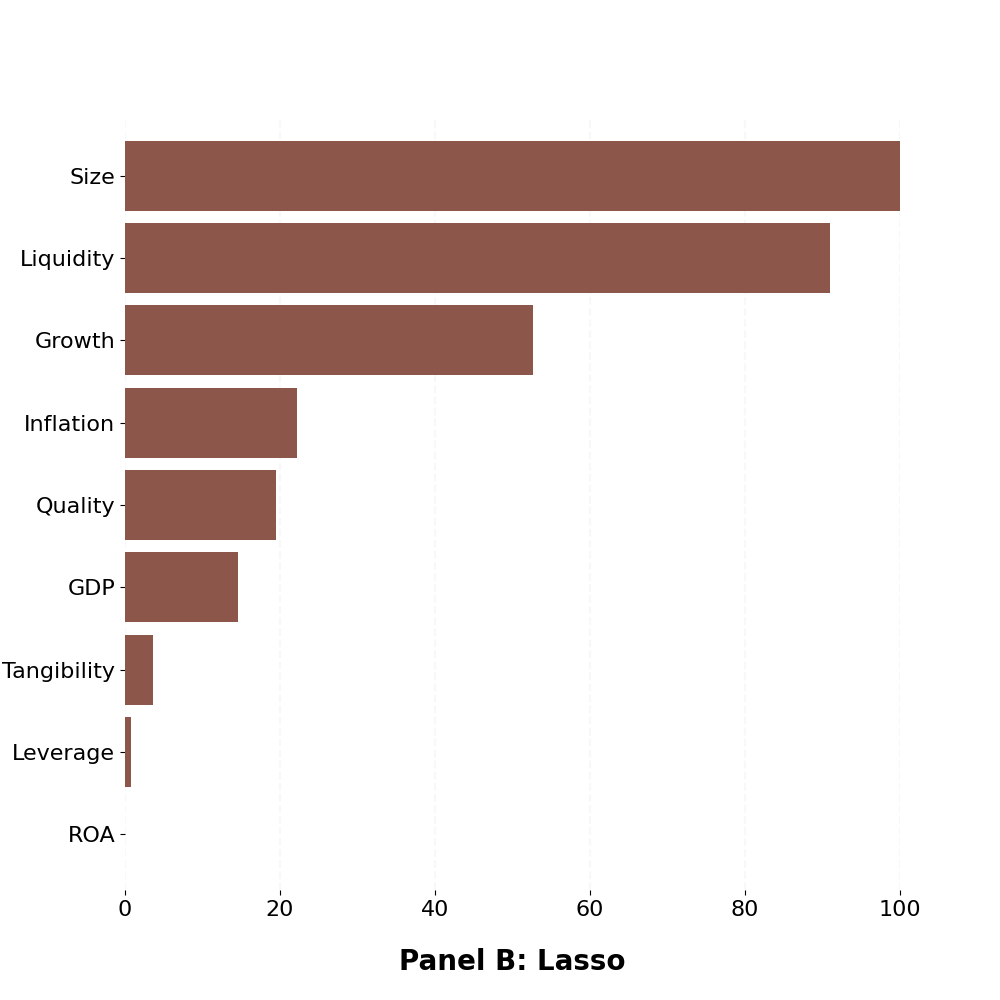 Size
Liquidity
Growth
Inflation
Quality
GDP
Tangibility
Leverage
ROA
0 20 40 60 80 100
Panel B: Lasso